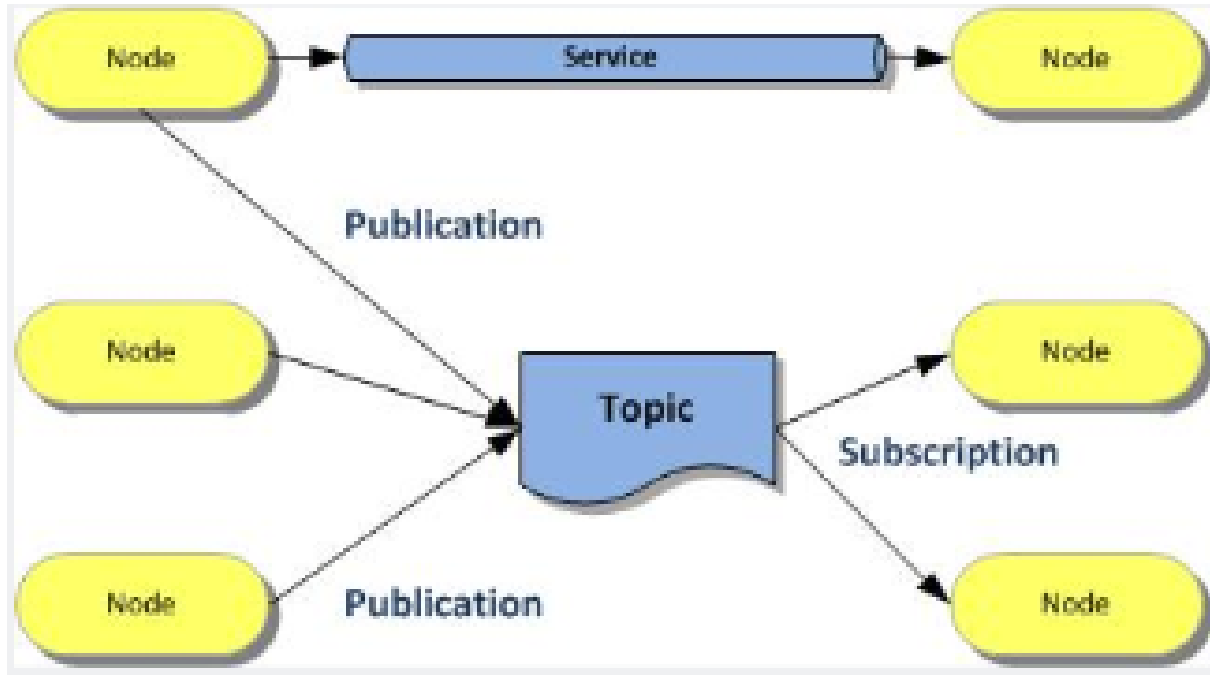 Node
Service
Node
Publication
Node
Topic
Node
Subscription
Node
Publication
Node